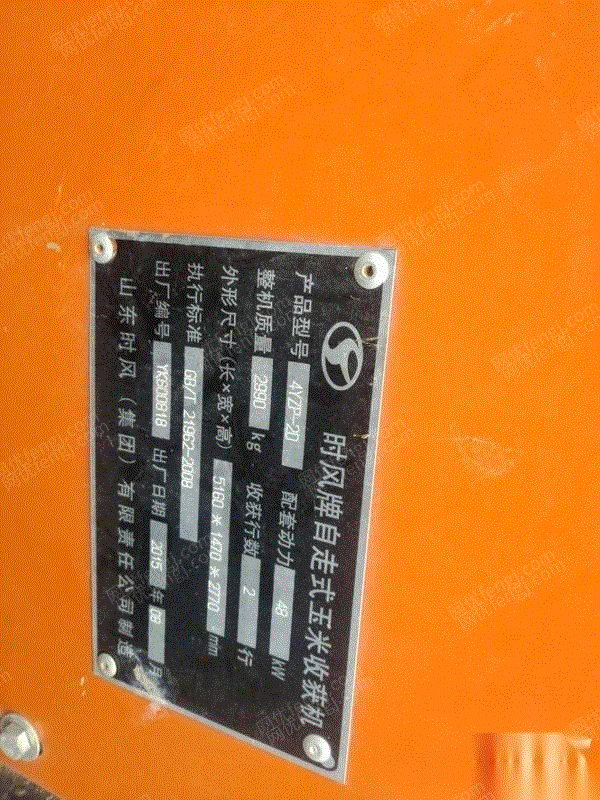 时风牌自走式玉米收获机
产品型号 4YZP-20 配套动力 48 kW
整机质量 2990 kg 收获行数 2 行
外形尺寸(长×宽×高) 5160*1470*2770 mm
执行标准 GB/T 21962-2008
出厂编号 YK600818 出厂日期 2015 年 08 月
山东时风(集团)有限责任公司制造